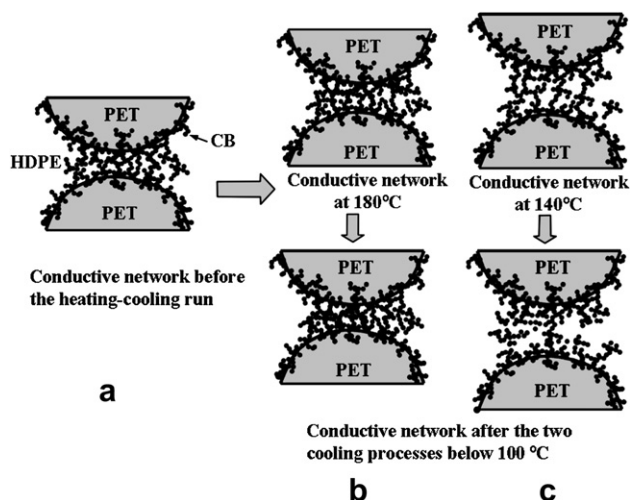 PET
CB
HDPE
PET
Conductive network before
the heating-cooling run
a
PET
PET
Conductive network
at 180℃
PET
PET
b
PET
PET
Conductive network
at 140℃
PET
PET
c
Conductive network after the two
cooling processes below 100 ℃